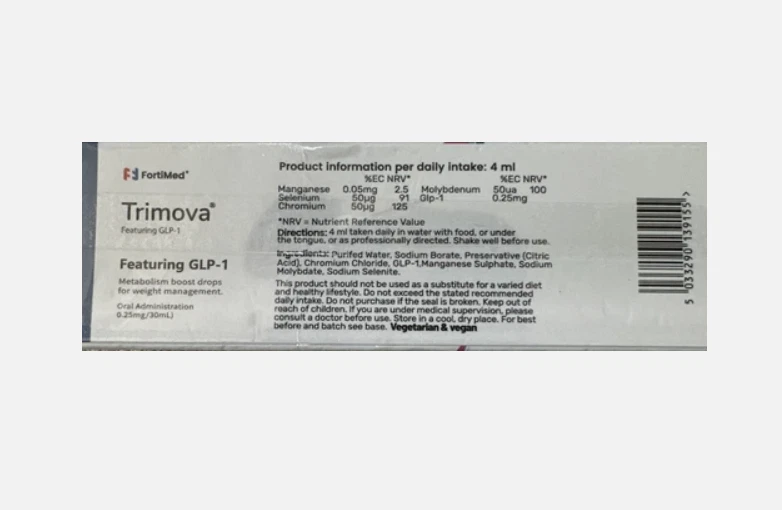 FortiMed®
Trimova®
Featuring GLP-1
Featuring GLP-1
Metabolism boost drops
for weight management.
Oral Administration
0.25mg/30mL)
Product information per daily intake: 4 ml
%EC NRV* %EC NRV*
Manganese 0.05mg 2.5 Molybdenum 50ua 100
Selenium 50µg 91 Glp-1 0.25mg
Chromium 50µg 125
*NRV = Nutrient Reference Value
Directions: 4 ml taken daily in water with food, or under
the tongue, or as professionally directed. Shake well before use.
Ingredients: Purifed Water, Sodium Borate, Preservative (Citric
Acid), Chromium Chloride, GLP-1,Manganese Sulphate, Sodium
Molybdate, Sodium Selenite.
This product should not be used as a substitute for a varied diet
and healthy lifestyle. Do not exceed the stated recommended
daily intake. Do not purchase if the seal is broken. Keep out of
reach of children. If you are under medical supervision, please
consult a doctor before use. Store in a cool, dry place. For best
before and batch see base. Vegetarian & vegan
5 033290 139155 >